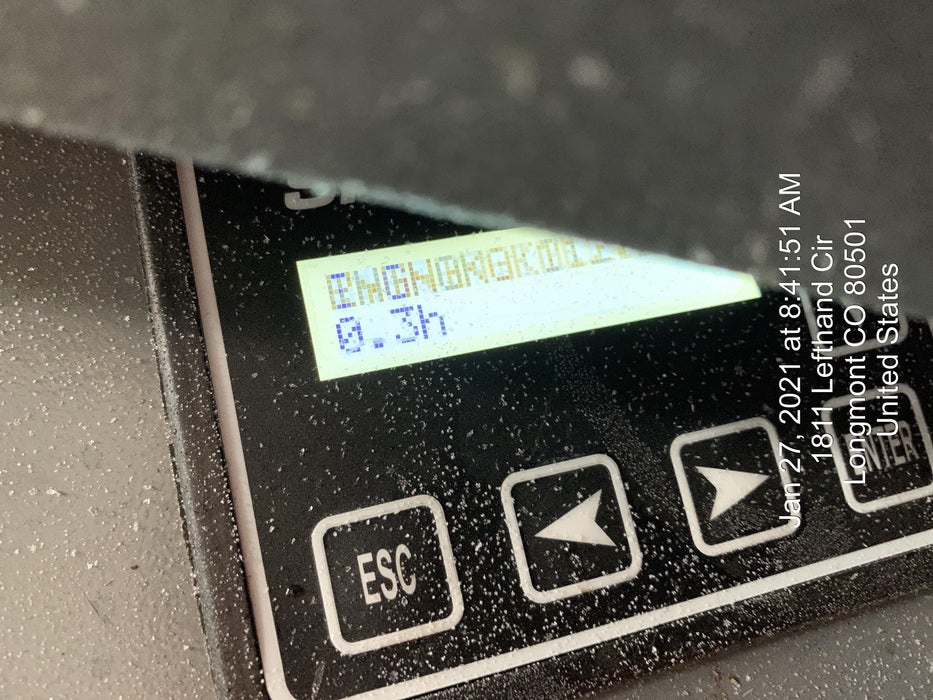 0.3h
ESC
ENTER
Jan 27, 2021 at 8:41:51 AM
1811 Lefthand Cir
Longmont CO 80501
United States